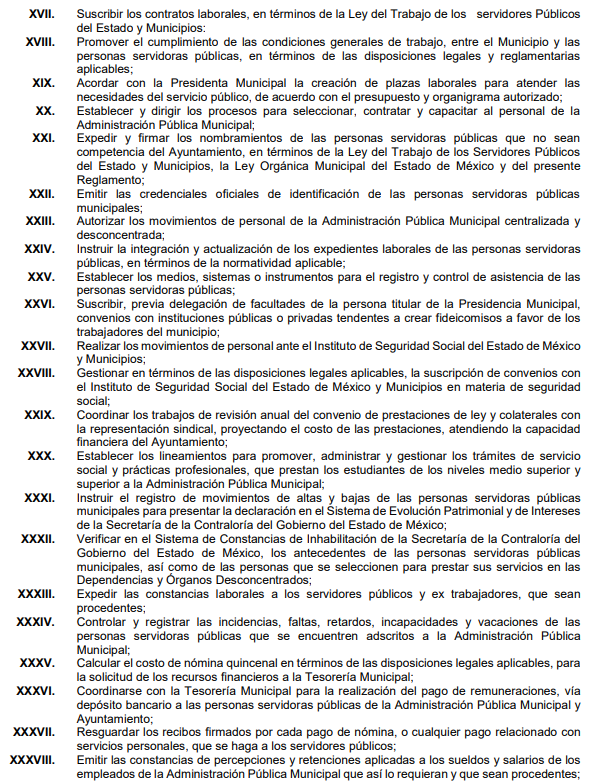 XVII. Suscribir los contratos laborales, en términos de la Ley del Trabajo de los servidores Públicos
del Estado y Municipios:
XVIII. Promover el cumplimiento de las condiciones generales de trabajo, entre el Municipio y las
personas servidoras públicas, en términos de las disposiciones legales y reglamentarias
aplicables;
XIX. Acordar con la Presidenta Municipal la creación de plazas laborales para atender las
necesidades del servicio público, de acuerdo con el presupuesto y organigrama autorizado;
XX. Establecer y dirigir los procesos para seleccionar, contratar y capacitar al personal de la
Administración Pública Municipal;
XXI. Expedir y firmar los nombramientos de las personas servidoras públicas que no sean
competencia del Ayuntamiento, en términos de la Ley del Trabajo de los Servidores Públicos
del Estado y Municipios, la Ley Orgánica Municipal del Estado de México y del presente
Reglamento;
XXII. Emitir las credenciales oficiales de identificación de las personas servidoras públicas
municipales;
XXIII. Autorizar los movimientos de personal de la Administración Pública Municipal centralizada y
desconcentrada;
XXIV. Instruir la integración y actualización de los expedientes laborales de las personas servidoras
públicas, en términos de la normatividad aplicable;
XXV. Establecer los medios, sistemas o instrumentos para el registro y control de asistencia de las
personas servidoras públicas;
XXVI. Suscribir, previa delegación de facultades de la persona titular de la Presidencia Municipal,
convenios con instituciones públicas o privadas tendentes a crear fideicomisos a favor de los
trabajadores del municipio;
XXVII. Realizar los movimientos de personal ante el Instituto de Seguridad Social del Estado de México
y Municipios;
XXVIII. Gestionar en términos de las disposiciones legales aplicables, la suscripción de convenios con
el Instituto de Seguridad Social del Estado de México y Municipios en materia de seguridad
social;
XXIX. Coordinar los trabajos de revisión anual del convenio de prestaciones de ley y colaterales con
la representación sindical, proyectando el costo de las prestaciones, atendiendo la capacidad
financiera del Ayuntamiento;
XXX. Establecer los lineamientos para promover, administrar y gestionar los trámites de servicio
social y prácticas profesionales, que prestan los estudiantes de los niveles medio superior y
superior a la Administración Pública Municipal;
XXXI. Instruir el registro de movimientos de altas y bajas de las personas servidoras públicas
municipales para presentar la declaración en el Sistema de Evolución Patrimonial y de Intereses
de la Secretaría de la Contraloría del Gobierno del Estado de México;
XXXII. Verificar en el Sistema de Constancias de Inhabilitación de la Secretaría de la Contraloría del
Gobierno del Estado de México, los antecedentes de las personas servidoras públicas
municipales, así como de las personas que se seleccionen para prestar sus servicios en las
Dependencias y Órganos Desconcentrados;
XXXIII. Expedir las constancias laborales a los servidores públicos y ex trabajadores, que sean
procedentes;
XXXIV. Controlar y registrar las incidencias, faltas, retardos, incapacidades y vacaciones de las
personas servidoras públicas que se encuentren adscritos a la Administración Pública
Municipal;
XXXV. Calcular el costo de nómina quincenal en términos de las disposiciones legales aplicables, para
la solicitud de los recursos financieros a la Tesorería Municipal;
XXXVI. Coordinarse con la Tesorería Municipal para la realización del pago de remuneraciones, vía
depósito bancario a las personas servidoras públicas de la Administración Pública Municipal y
Ayuntamiento;
XXXVII. Resguardar los recibos firmados por cada pago de nómina, o cualquier pago relacionado con
servicios personales, que se haga a los servidores públicos;
XXXVIII. Emitir las constancias de percepciones y retenciones aplicadas a los sueldos y salarios de los
empleados de la Administración Pública Municipal que así lo requieran y que sean procedentes;